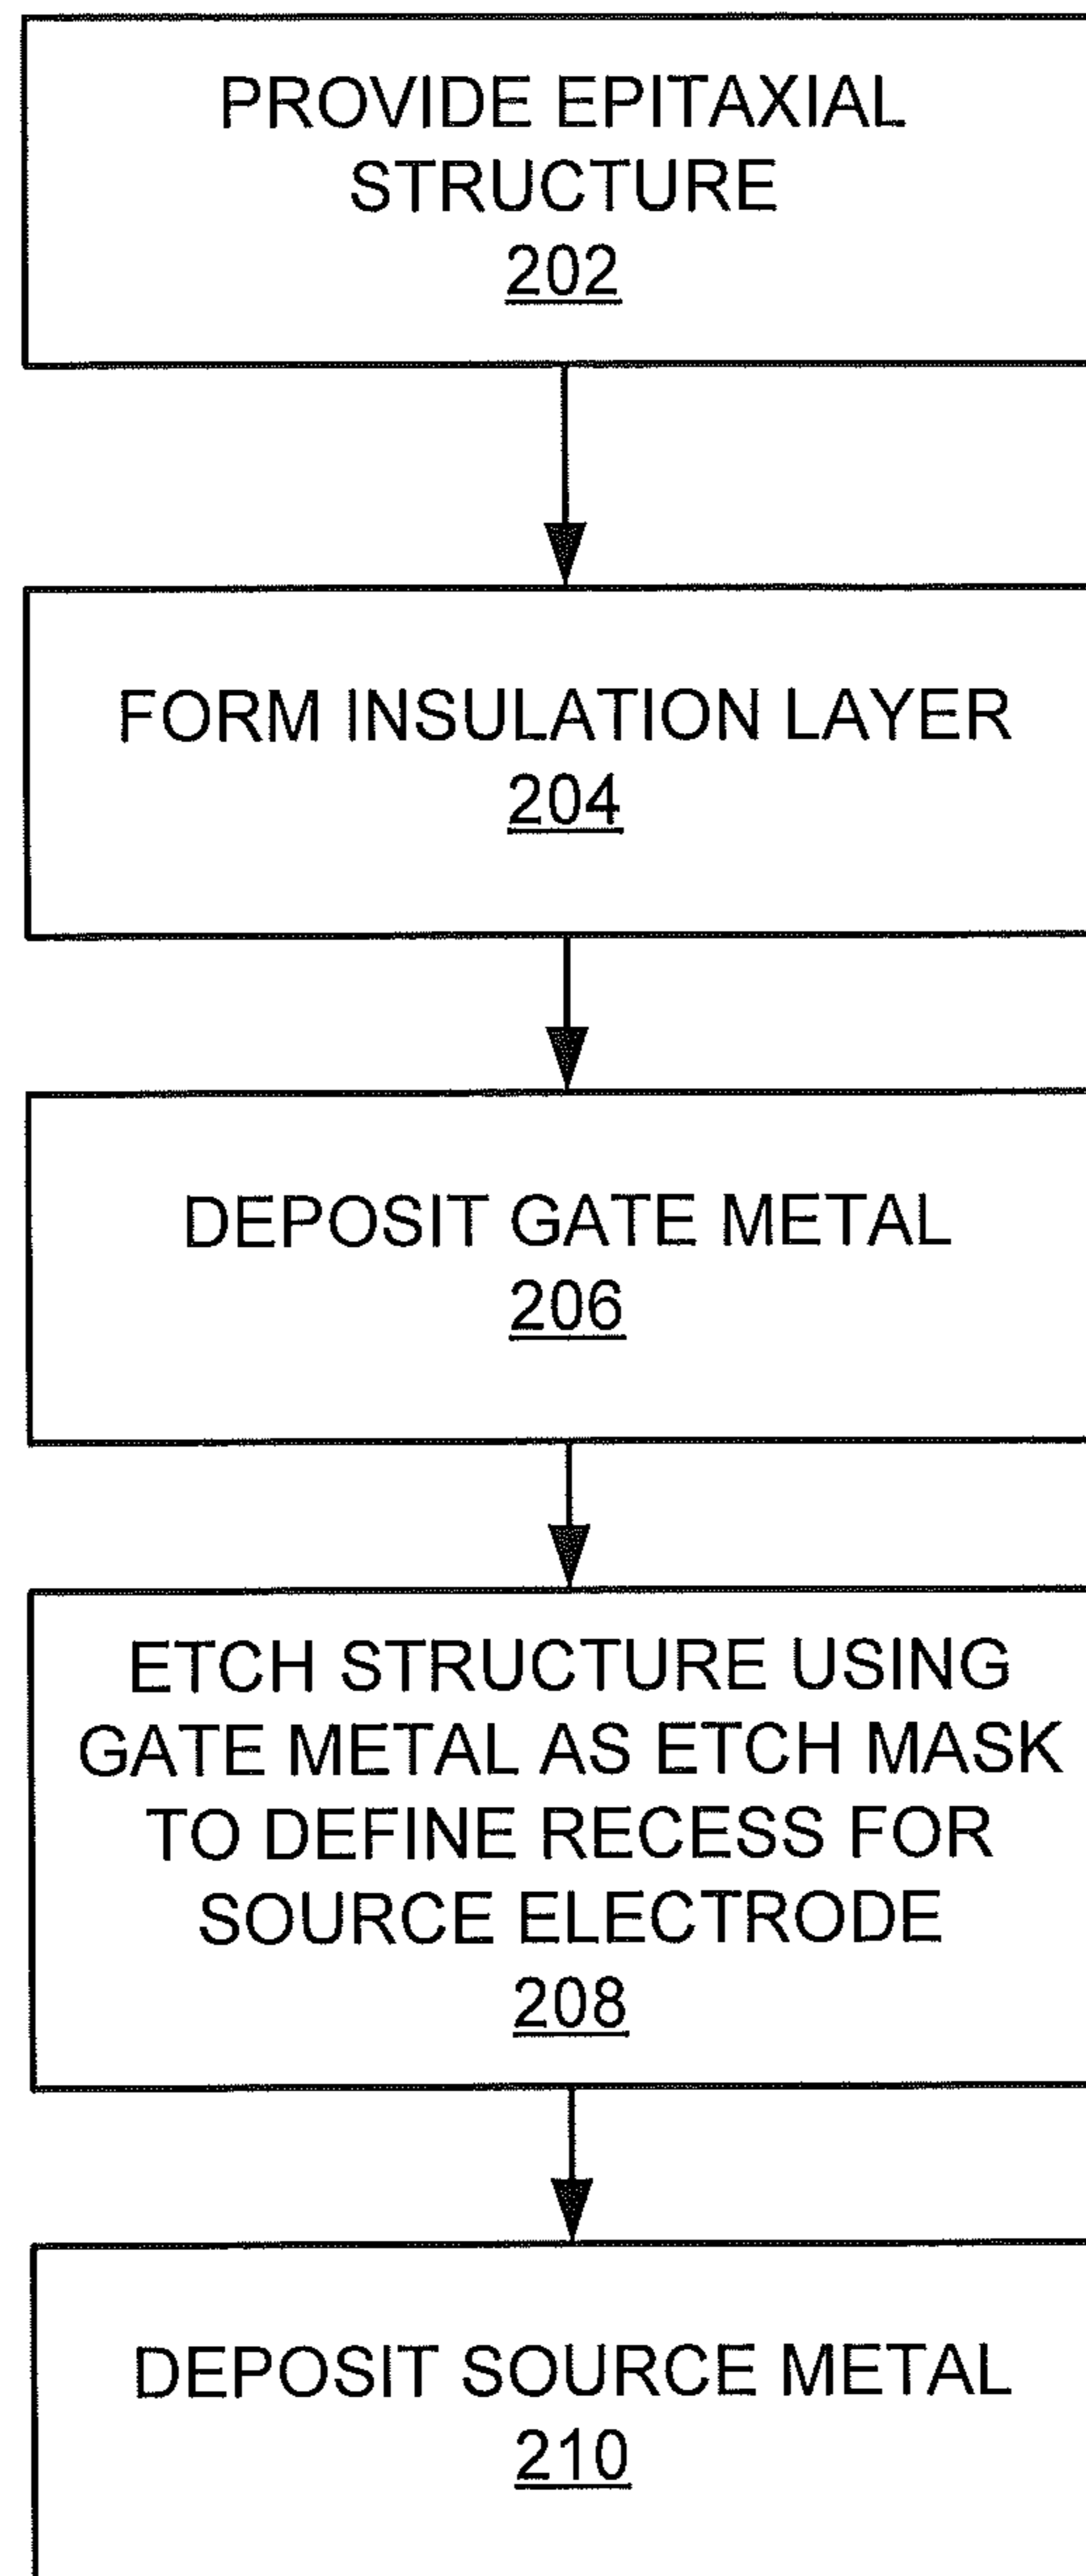 PROVIDE EPITAXIAL
STRUCTURE
202
FORM INSULATION LAYER
204
DEPOSIT GATE METAL
206
ETCH STRUCTURE USING
GATE METAL AS ETCH MASK
TO DEFINE RECESS FOR
SOURCE ELECTRODE
208
DEPOSIT SOURCE METAL
210